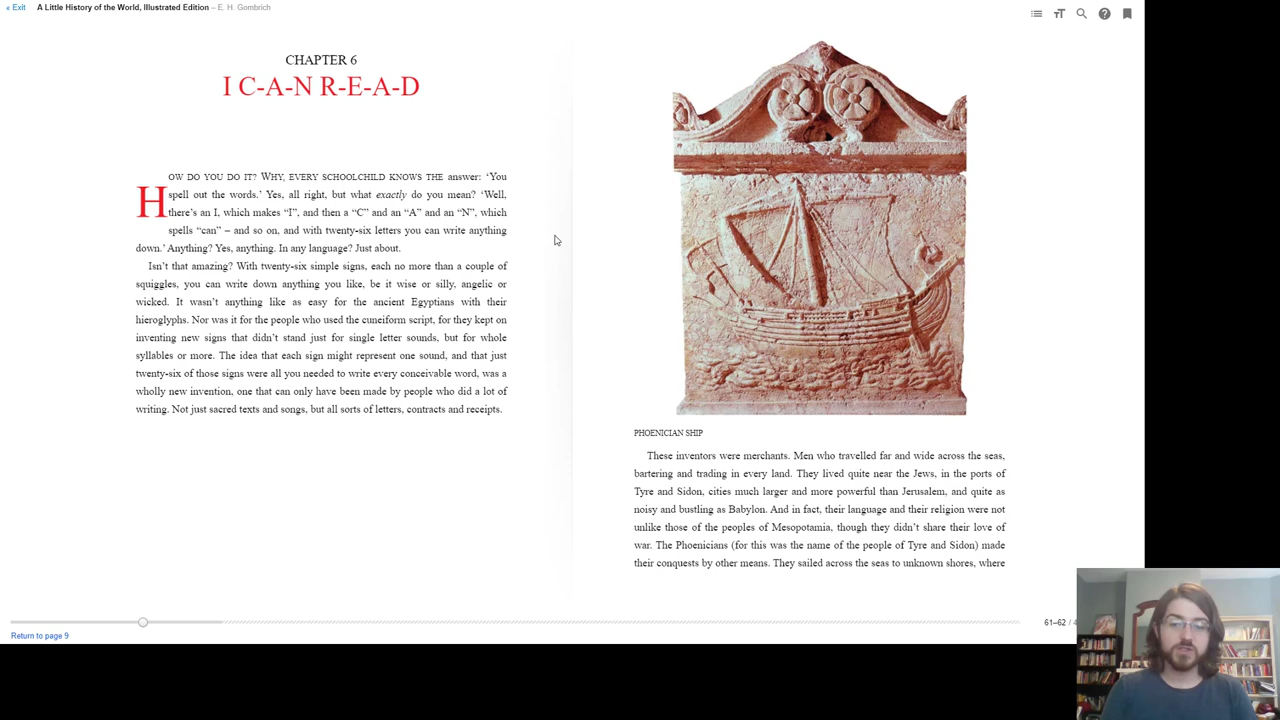 « Exit
A Little History of the World, Illustrated Edition – E. H. Gombrich
CHAPTER 6
I C-A-N R-E-A-D
HOW DO YOU DO IT? WHY, EVERY SCHOOLCHILD KNOWS THE answer: ‘You
spell out the words.’ Yes, all right, but what exactly do you mean? ‘Well,
there’s an I, which makes “I”, and then a “C” and an “A” and an “N”, which
spells “can” – and so on, and with twenty-six letters you can write anything
down.’ Anything? Yes, anything. In any language? Just about.
Isn’t that amazing? With twenty-six simple signs, each no more than a couple of
squiggles, you can write down anything you like, be it wise or silly, angelic or
wicked. It wasn’t anything like as easy for the ancient Egyptians with their
hieroglyphs. Nor was it for the people who used the cuneiform script, for they kept on
inventing new signs that didn’t stand just for single letter sounds, but for whole
syllables or more. The idea that each sign might represent one sound, and that just
twenty-six of those signs were all you needed to write every conceivable word, was a
wholly new invention, one that can only have been made by people who did a lot of
writing. Not just sacred texts and songs, but all sorts of letters, contracts and receipts.
PHOENICIAN SHIP
These inventors were merchants. Men who travelled far and wide across the seas,
bartering and trading in every land. They lived quite near the Jews, in the ports of
Tyre and Sidon, cities much larger and more powerful than Jerusalem, and quite as
noisy and bustling as Babylon. And in fact, their language and their religion were not
unlike those of the peoples of Mesopotamia, though they didn’t share their love of
war. The Phoenicians (for this was the name of the people of Tyre and Sidon) made
their conquests by other means. They sailed across the seas to unknown shores, where
61–62 /
Return to page 9